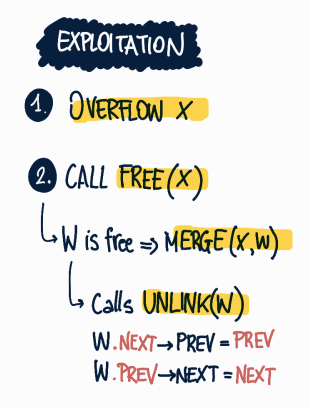 EXPLOITATION
1. OVERFLOW X
2. CALL FREE(X)
W is free => MERGE(X,W)
Calls UNLINK(W)
W.NEXT→PREV = PREV
W.PREV→NEXT = NEXT